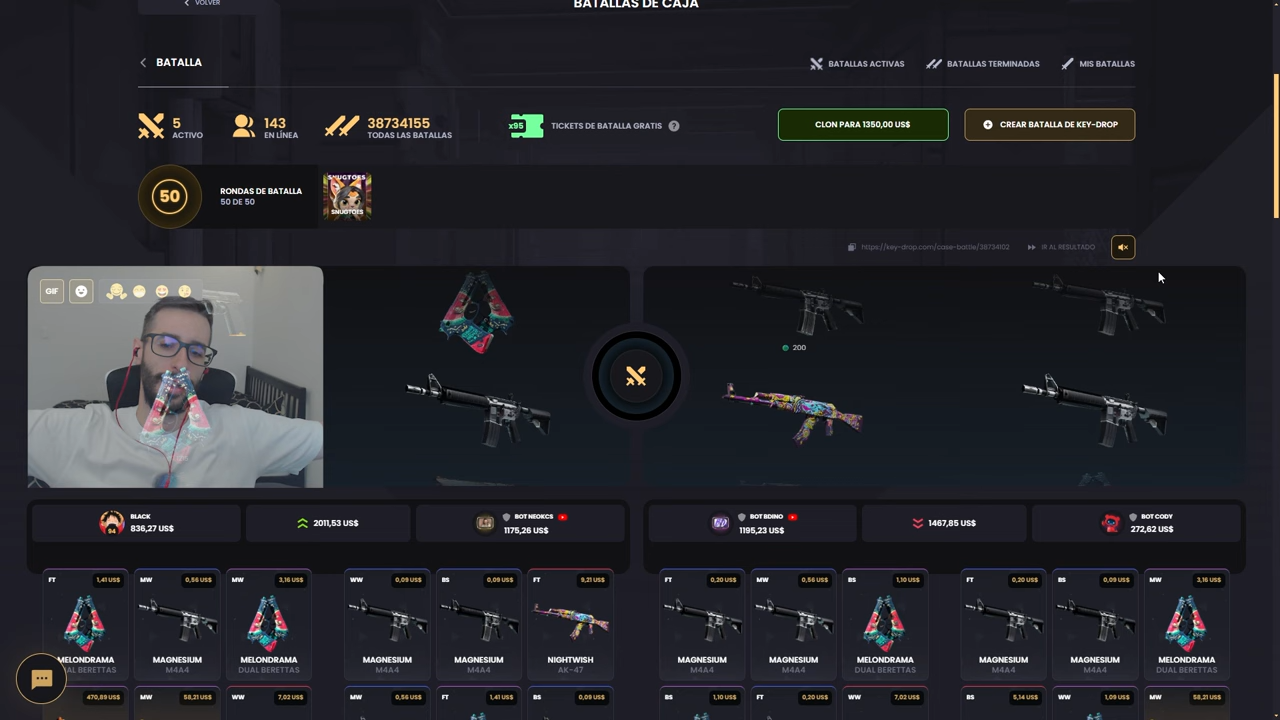 VOLVER
BATALLAS DE CAJA
BATALLA
BATALLAS ACTIVAS
BATALLAS TERMINADAS
MIS BATALLAS
5
ACTIVO
143
EN LÍNEA
38734155
TODAS LAS BATALLAS
x95
TICKETS DE BATALLA GRATIS
?
CLON PARA 1350,00 US$
CREAR BATALLA DE KEY-DROP
50
RONDAS DE BATALLA
50 DE 50
SNUGTOES
SNUGTOES
https://key-drop.com/case-battle/38734102
IR AL RESULTADO
GIF
200
BLACK
836,27 US$
2011,53 US$
BOT NEOKCS
1175,26 US$
BOT BDINO
1195,23 US$
1467,85 US$
BOT CODY
272,62 US$
FT 1,41 US$
MW 0,56 US$
MW 3,16 US$
WW 0,09 US$
BS 0,09 US$
FT 9,21 US$
FT 0,20 US$
MW 0,56 US$
BS 1,10 US$
FT 0,20 US$
BS 0,09 US$
MW 3,16 US$
MELONDRAMA
DUAL BERETTAS
MAGNESIUM
M4A4
MELONDRAMA
DUAL BERETTAS
MAGNESIUM
M4A4
MAGNESIUM
M4A4
NIGHTWISH
AK-47
MAGNESIUM
M4A4
MAGNESIUM
M4A4
MELONDRAMA
DUAL BERETTAS
MAGNESIUM
M4A4
MAGNESIUM
M4A4
MELONDRAMA
DUAL BERETTAS
470,89 US$
MW 58,21 US$
WW 7,02 US$
MW 0,56 US$
FT 1,41 US$
BS 0,09 US$
BS 1,10 US$
FT 0,20 US$
WW 7,02 US$
BS 5,14 US$
WW 1,09 US$
MW 58,21 US$